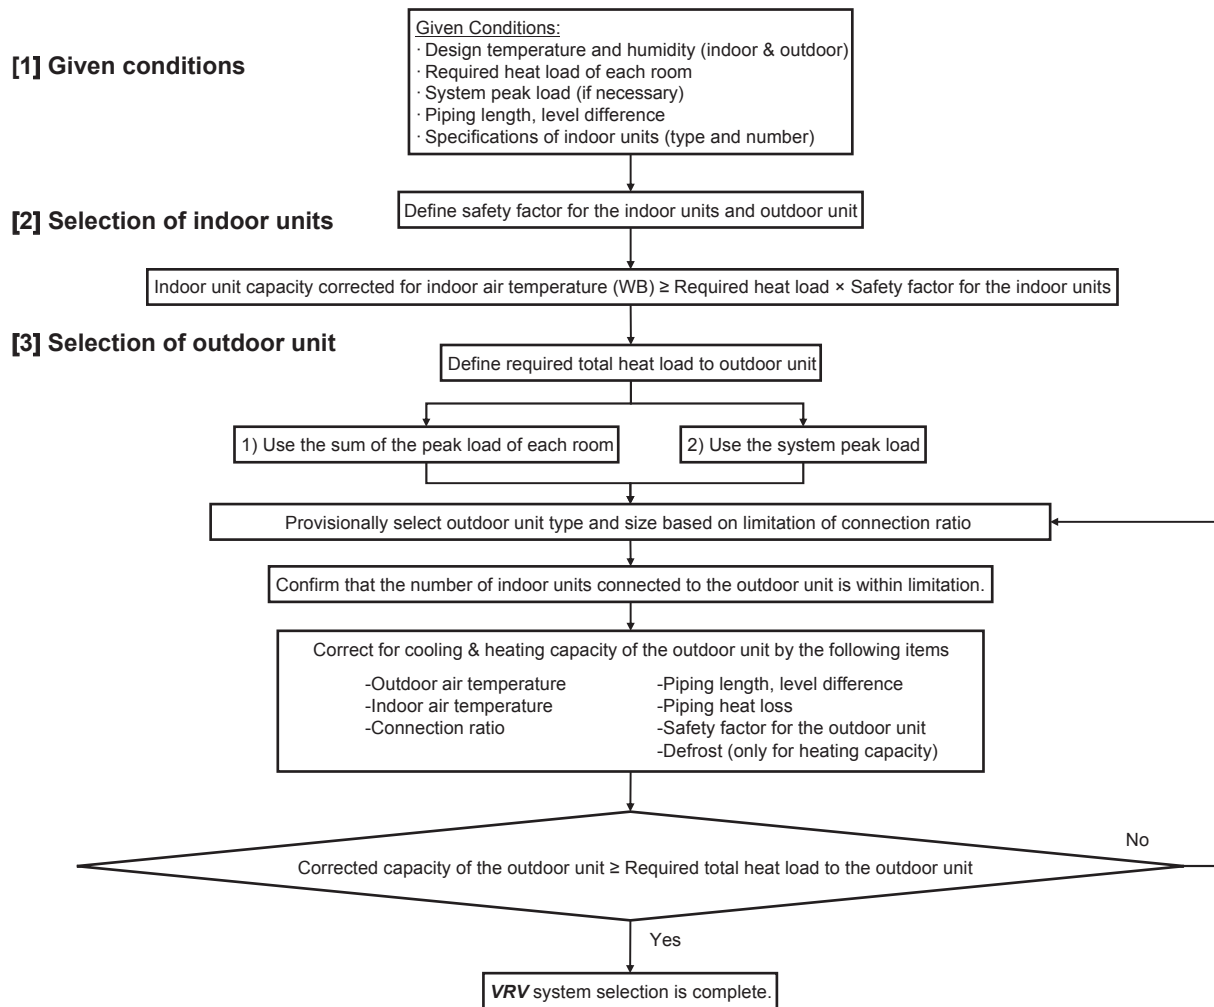 [1] Given conditions
Given Conditions:
· Design temperature and humidity (indoor & outdoor)
· Required heat load of each room
· System peak load (if necessary)
· Piping length, level difference
· Specifications of indoor units (type and number)
[2] Selection of indoor units
Define safety factor for the indoor units and outdoor unit
Indoor unit capacity corrected for indoor air temperature (WB) ≥ Required heat load × Safety factor for the indoor units
[3] Selection of outdoor unit
Define required total heat load to outdoor unit
1) Use the sum of the peak load of each room
2) Use the system peak load
Provisionally select outdoor unit type and size based on limitation of connection ratio
Confirm that the number of indoor units connected to the outdoor unit is within limitation.
Correct for cooling & heating capacity of the outdoor unit by the following items
-Outdoor air temperature
-Indoor air temperature
-Connection ratio
-Piping length, level difference
-Piping heat loss
-Safety factor for the outdoor unit
-Defrost (only for heating capacity)
Corrected capacity of the outdoor unit ≥ Required total heat load to the outdoor unit
No
Yes
VRV system selection is complete.